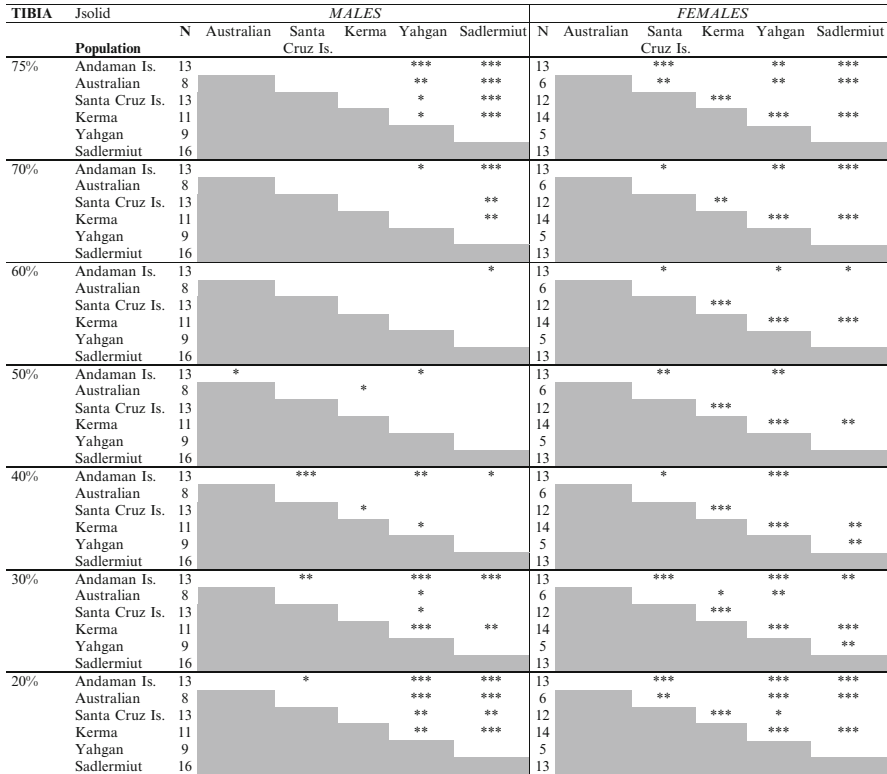 TIBIA Jsolid MALES FEMALES
N Australian Santa Kerma Yahgan Sadlermiut N Australian Santa Kerma Yahgan Sadlermiut
Population Cruz Is. Cruz Is.
75% Andaman Is. 13 *** *** 13 *** ** ***
Australian 8 ** *** 6 ** ** ***
Santa Cruz Is. 13 * *** 12 ***
Kerma 11 * *** 14 *** ***
Yahgan 9 5
Sadlermiut 16 13
70% Andaman Is. 13 * *** 13 * ** ***
Australian 8 6
Santa Cruz Is. 13 ** 12 **
Kerma 11 ** 14 *** ***
Yahgan 9 5
Sadlermiut 16 13
60% Andaman Is. 13 * 13 * * *
Australian 8 6
Santa Cruz Is. 13 12 ***
Kerma 11 14 *** ***
Yahgan 9 5
Sadlermiut 16 13
50% Andaman Is. 13 * * 13 ** **
Australian 8 * 6
Santa Cruz Is. 13 12 ***
Kerma 11 14 *** **
Yahgan 9 5
Sadlermiut 16 13
40% Andaman Is. 13 *** ** * 13 * ***
Australian 8 6
Santa Cruz Is. 13 * 12 ***
Kerma 11 * 14 *** **
Yahgan 9 5 **
Sadlermiut 16 13
30% Andaman Is. 13 ** *** *** 13 *** *** **
Australian 8 * 6 * **
Santa Cruz Is. 13 * 12 ***
Kerma 11 *** ** 14 *** ***
Yahgan 9 5 **
Sadlermiut 16 13
20% Andaman Is. 13 * *** *** 13 *** *** ***
Australian 8 *** *** 6 ** *** ***
Santa Cruz Is. 13 ** ** 12 *** *
Kerma 11 ** *** 14 *** ***
Yahgan 9 5
Sadlermiut 16 13